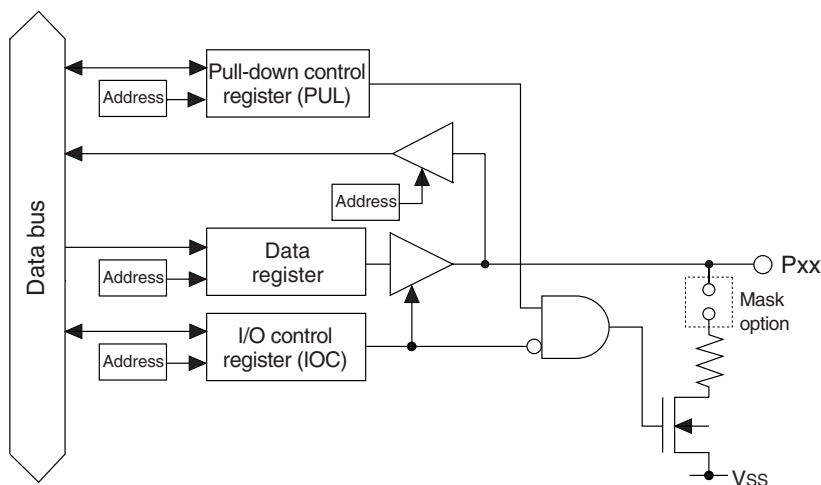 Data bus
Address
Pull-down control
register (PUL)
Address
Address
Data
register
Pxx
Mask
option
Address
I/O control
register (IOC)
VSS